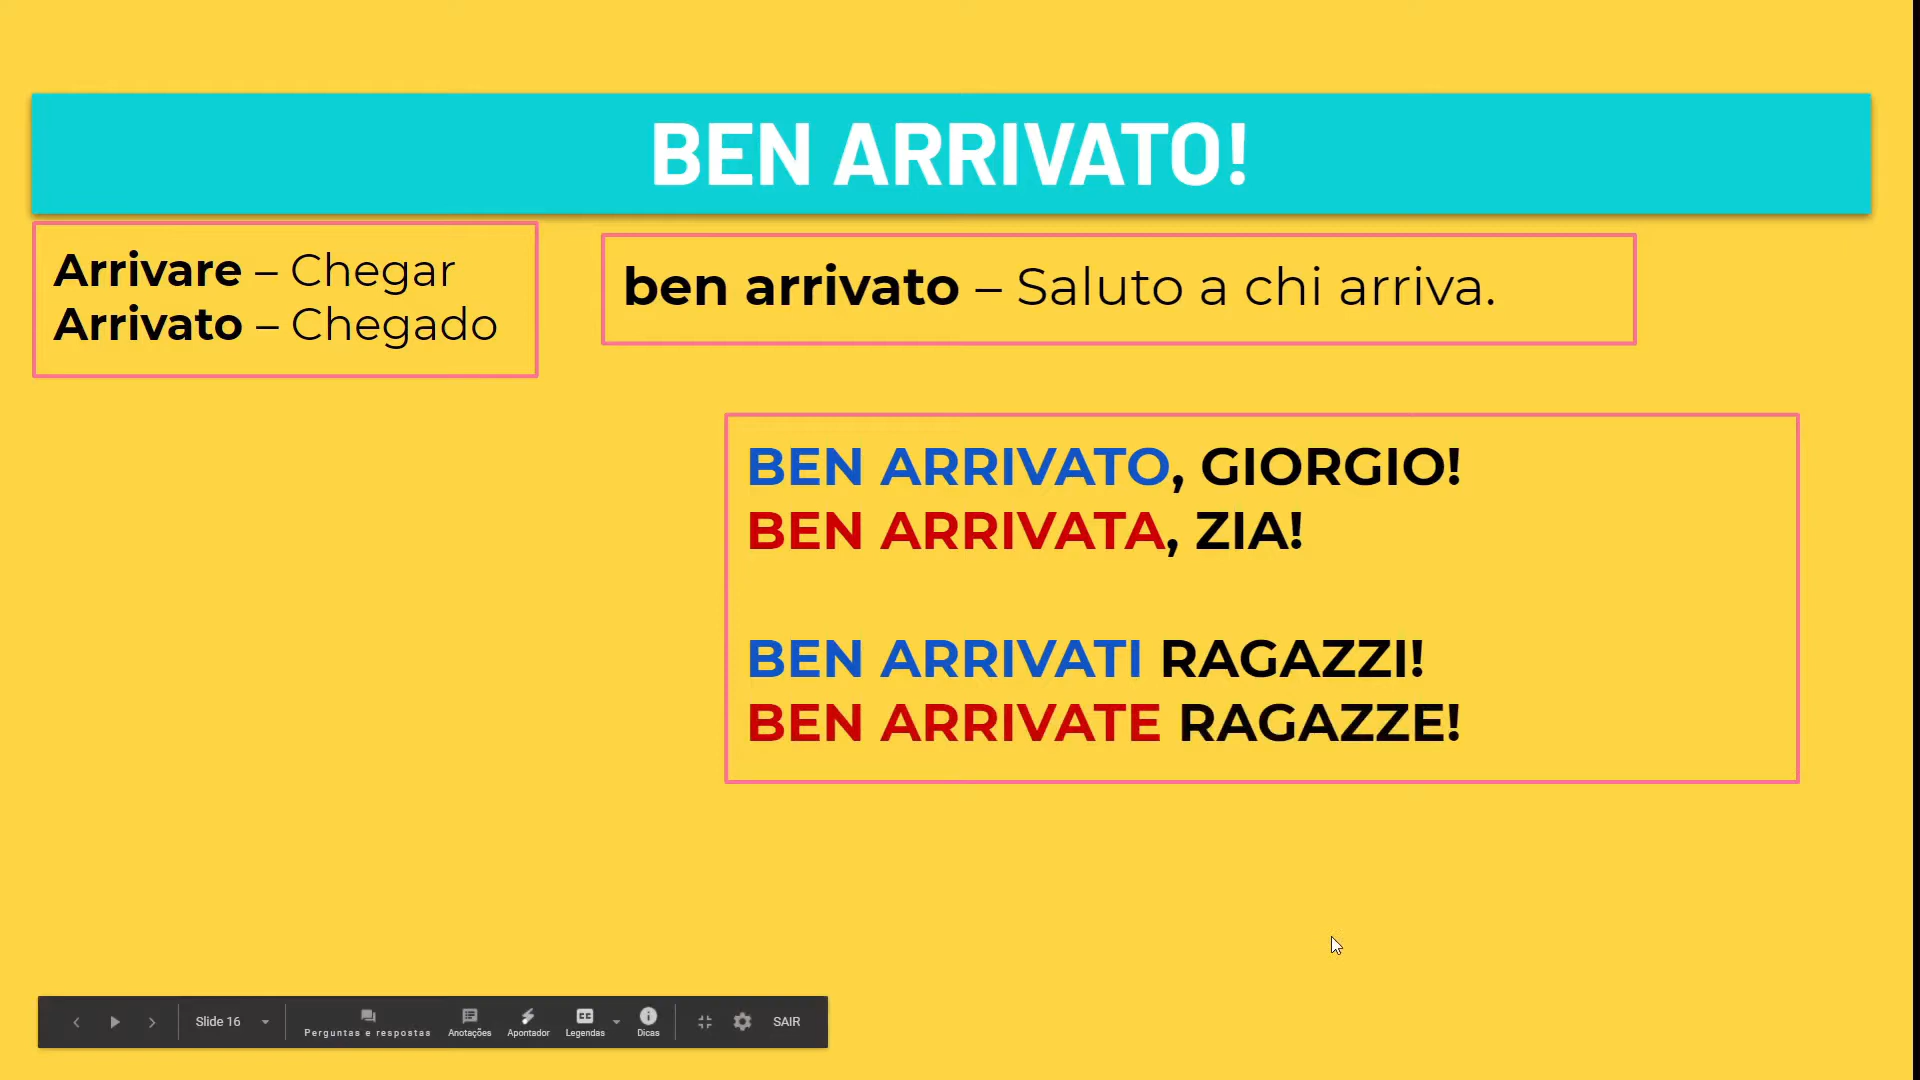 BEN ARRIVATO!
Arrivare – Chegar
Arrivato – Chegado
ben arrivato – Saluto a chi arriva.
BEN ARRIVATO, GIORGIO!
BEN ARRIVATA, ZIA!
BEN ARRIVATI RAGAZZI!
BEN ARRIVATE RAGAZZE!
Slide 16
Perguntas e respostas
Anotações
Apontador
CC
Legendas
Dicas
SAIR